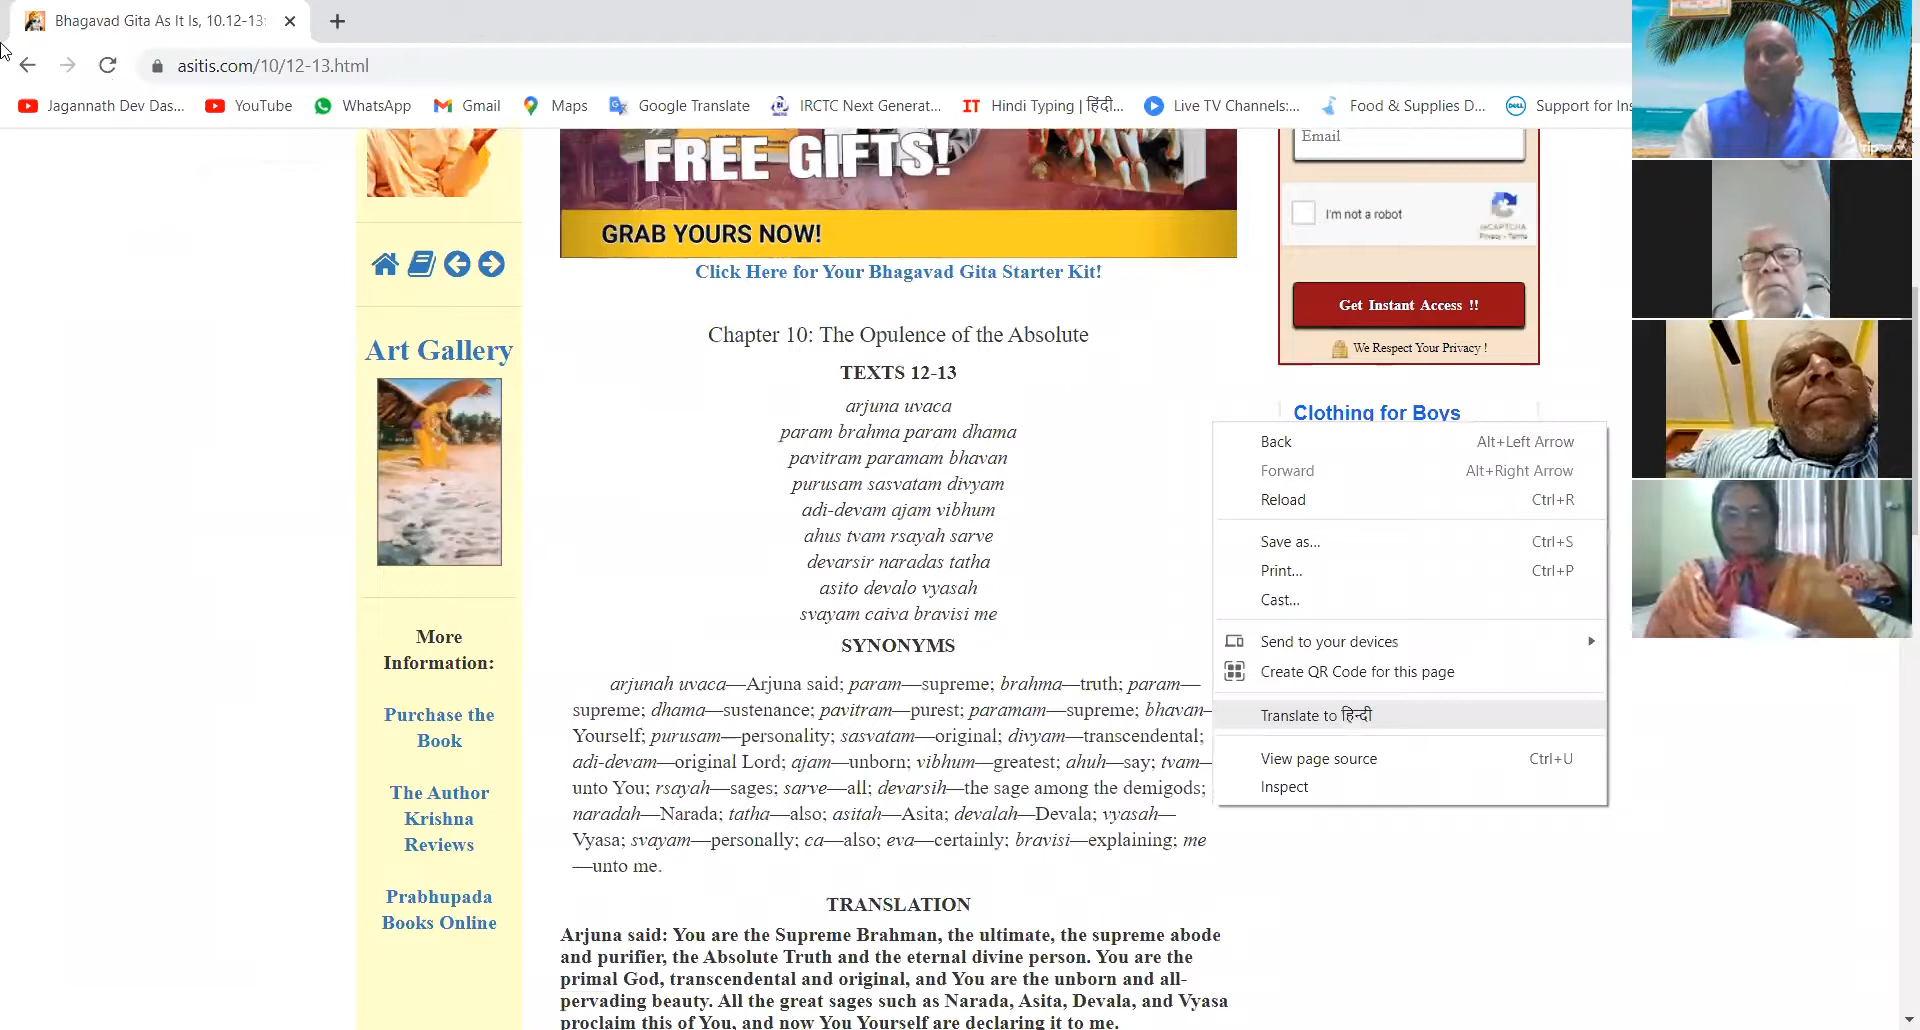 Bhagavad Gita As It Is, 10.12-13:
asitis.com/10/12-13.html
Jagannath Dev Das... YouTube WhatsApp Gmail Maps Google Translate IRCTC Next Generat... IT Hindi Typing | हिंदी... Live TV Channels:... Food & Supplies D... DELL Support for Ins
FREE GIFTS!
GRAB YOURS NOW!
Click Here for Your Bhagavad Gita Starter Kit!
Chapter 10: The Opulence of the Absolute
TEXTS 12-13
arjuna uvaca
param brahma param dhama
pavitram paramam bhavan
purusam sasvatam divyam
adi-devam ajam vibhum
ahus tvam rsayah sarve
devarsir naradas tatha
asito devalo vyasah
svayam caiva bravisi me
SYNONYMS
arjunah uvaca—Arjuna said; param—supreme; brahma—truth; param—
supreme; dhama—sustenance; pavitram—purest; paramam—supreme; bhavan—
Yourself; purusam—personality; sasvatam—original; divyam—transcendental;
adi-devam—original Lord; ajam—unborn; vibhum—greatest; ahuh—say; tvam—
unto You; rsayah—sages; sarve—all; devarsih—the sage among the demigods;
naradah—Narada; tatha—also; asitah—Asita; devalah—Devala; vyasah—
Vyasa; svayam—personally; ca—also; eva—certainly; bravisi—explaining; me
—unto me.
TRANSLATION
Arjuna said: You are the Supreme Brahman, the ultimate, the supreme abode
and purifier, the Absolute Truth and the eternal divine person. You are the
primal God, transcendental and original, and You are the unborn and all-
pervading beauty. All the great sages such as Narada, Asita, Devala, and Vyasa
proclaim this of You, and now You Yourself are declaring it to me.
Art Gallery
More
Information:
Purchase the
Book
The Author
Krishna
Reviews
Prabhupada
Books Online
Email
I'm not a robot
reCAPTCHA
Privacy - Terms
Get Instant Access !!
We Respect Your Privacy !
Clothing for Boys
Back Alt+Left Arrow
Forward Alt+Right Arrow
Reload Ctrl+R
Save as... Ctrl+S
Print... Ctrl+P
Cast...
Send to your devices
Create QR Code for this page
Translate to हिन्दी
View page source Ctrl+U
Inspect